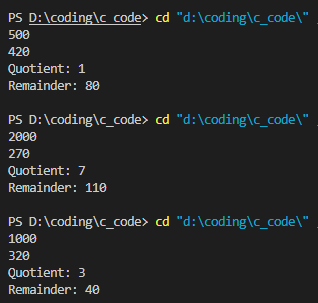 PS D:\coding\c_code> cd "d:\coding\c_code\"
500
420
Quotient: 1
Remainder: 80
PS D:\coding\c_code> cd "d:\coding\c_code\"
2000
270
Quotient: 7
Remainder: 110
PS D:\coding\c_code> cd "d:\coding\c_code\"
1000
320
Quotient: 3
Remainder: 40